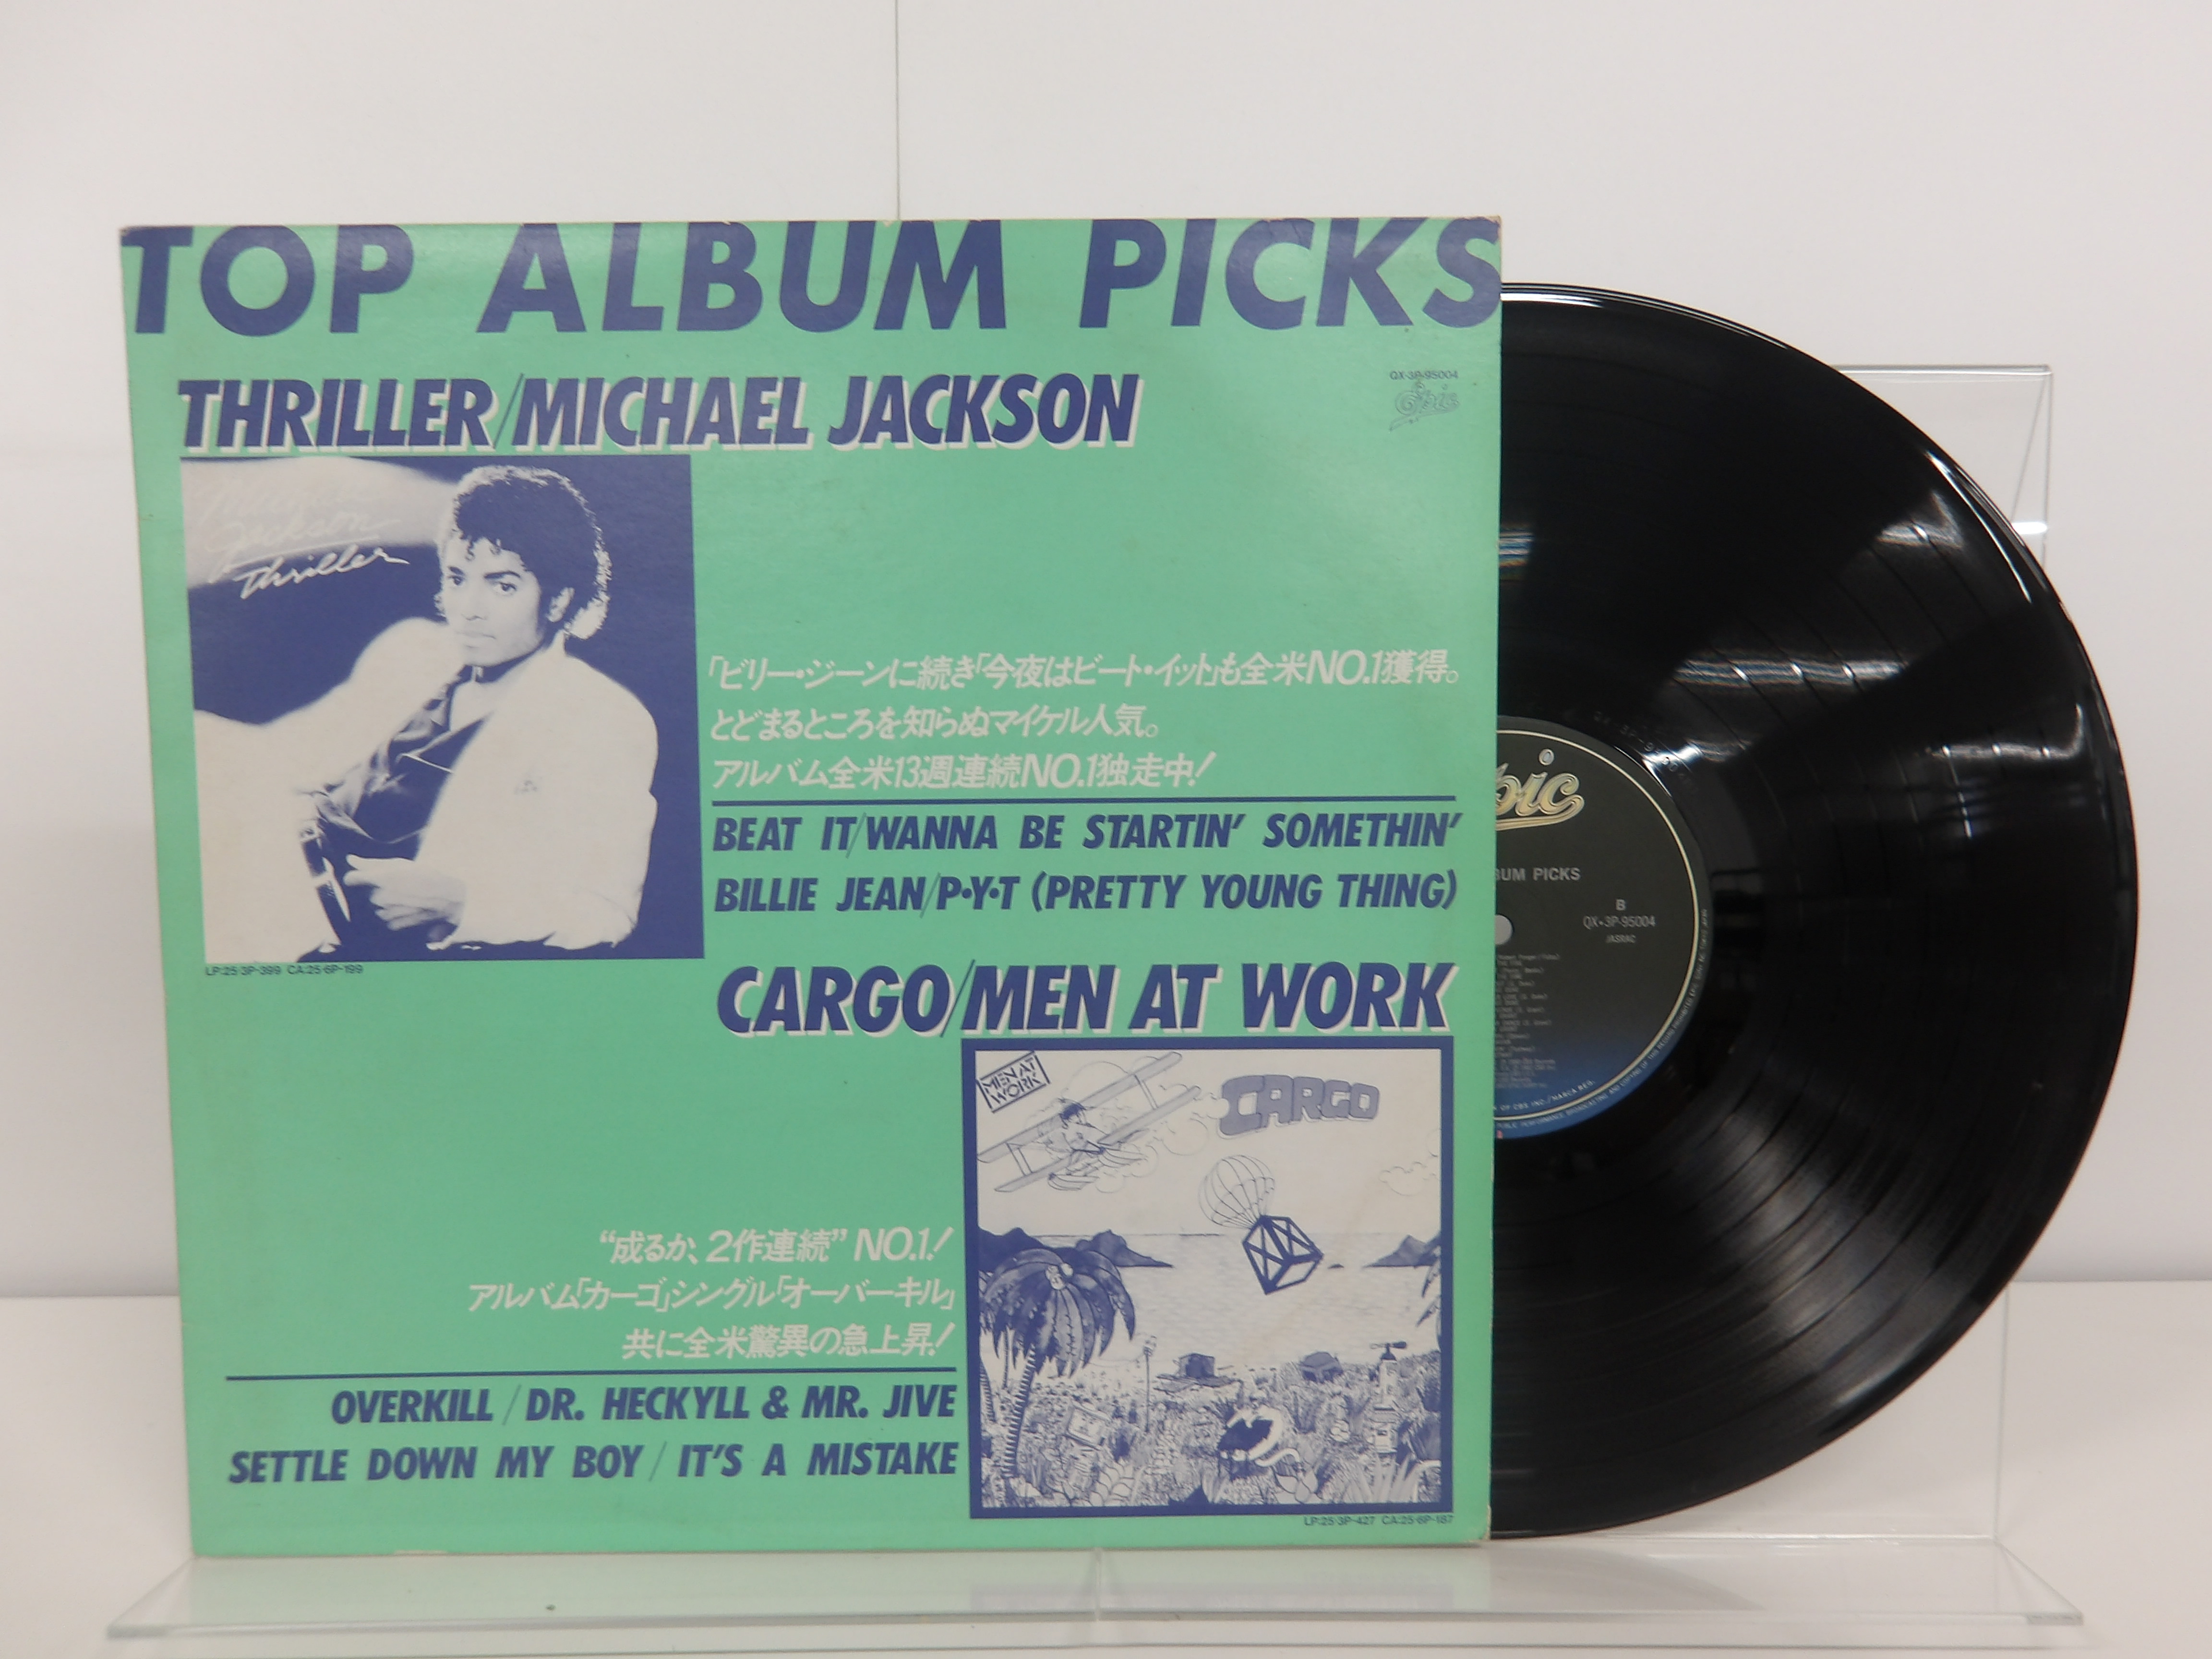 TOP ALBUM PICKS
THRILLER/MICHAEL JACKSON
QX・3P-95004
Epic
Jackson
Thriller
「ビリー・ジーンに続き「今夜はビート・イット」も全米NO.1獲得。
とどまるところを知らぬマイケル人気。
アルバム全米13週連続NO.1独走中!
BEAT IT/WANNA BE STARTIN' SOMETHIN'
BILLIE JEAN/P•Y•T (PRETTY YOUNG THING)
LP:25·3P-399 CA:25·6P-199
CARGO/MEN AT WORK
MEN AT
WORK
CARGO
“成るか、2作連続” NO.1!
アルバム「カーゴ」シングル「オーバーキル」
共に全米驚異の急上昇!
OVERKILL / DR. HECKYLL & MR. JIVE
SETTLE DOWN MY BOY / IT'S A MISTAKE
LP:25·3P-427 CA:25·6P-187
pic
BUM PICKS
B
QX•3P-95004
JASRAC